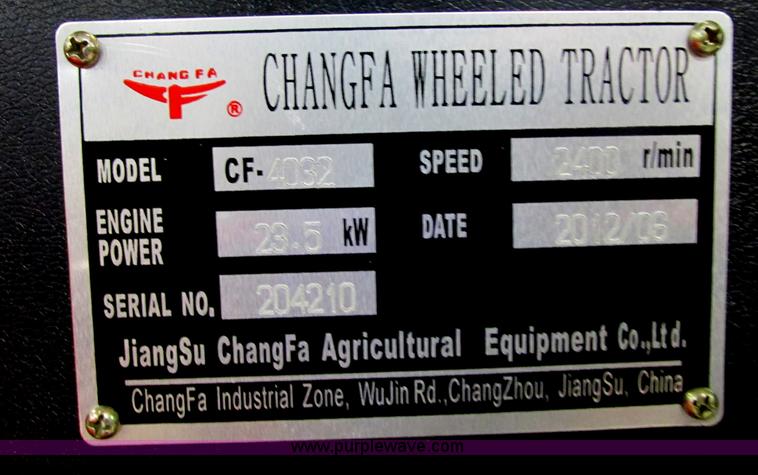 CHANG FA
®
CHANGFA WHEELED TRACTOR
MODEL CF-4032
SPEED 2400 r/min
ENGINE POWER 23.5 kW
DATE 2012/06
SERIAL NO. 204210
JiangSu ChangFa Agricultural Equipment Co.,Ltd.
ChangFa Industrial Zone, WuJin Rd.,ChangZhou, JiangSu, China
www.purplewave.com